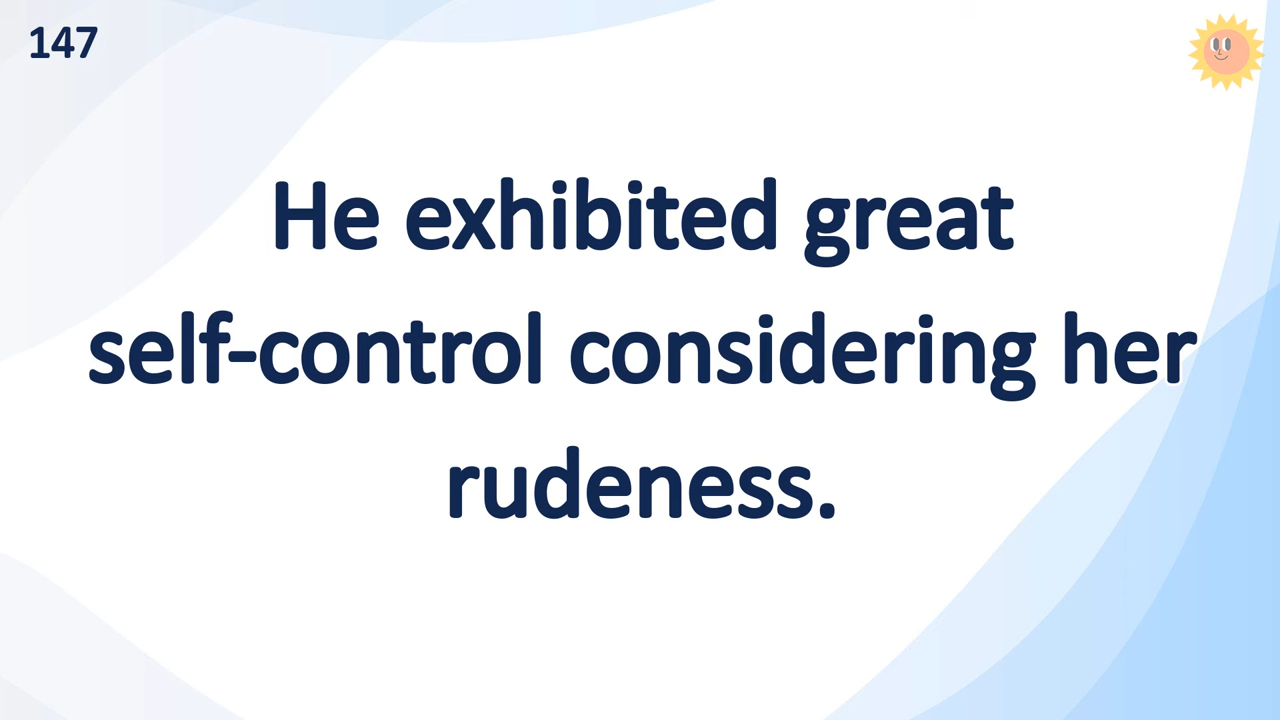 147
He exhibited great
self-control considering her
rudeness.